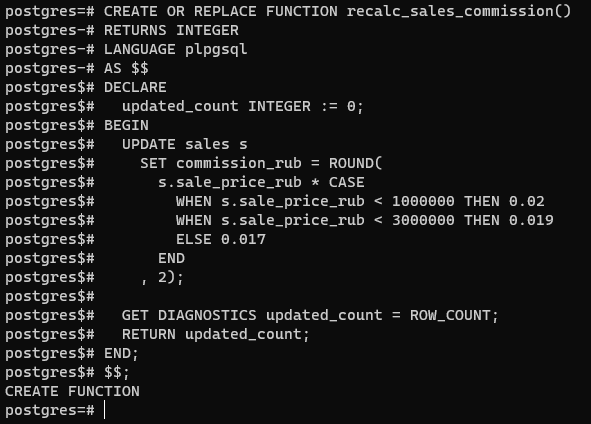 postgres=# CREATE OR REPLACE FUNCTION recalc_sales_commission()
postgres-# RETURNS INTEGER
postgres-# LANGUAGE plpgsql
postgres-# AS $$
postgres$# DECLARE
postgres$#   updated_count INTEGER := 0;
postgres$# BEGIN
postgres$#   UPDATE sales s
postgres$#     SET commission_rub = ROUND(
postgres$#       s.sale_price_rub * CASE
postgres$#         WHEN s.sale_price_rub < 1000000 THEN 0.02
postgres$#         WHEN s.sale_price_rub < 3000000 THEN 0.019
postgres$#         ELSE 0.017
postgres$#       END
postgres$#     , 2);
postgres$#
postgres$#   GET DIAGNOSTICS updated_count = ROW_COUNT;
postgres$#   RETURN updated_count;
postgres$# END;
postgres$# $$;
CREATE FUNCTION
postgres=#